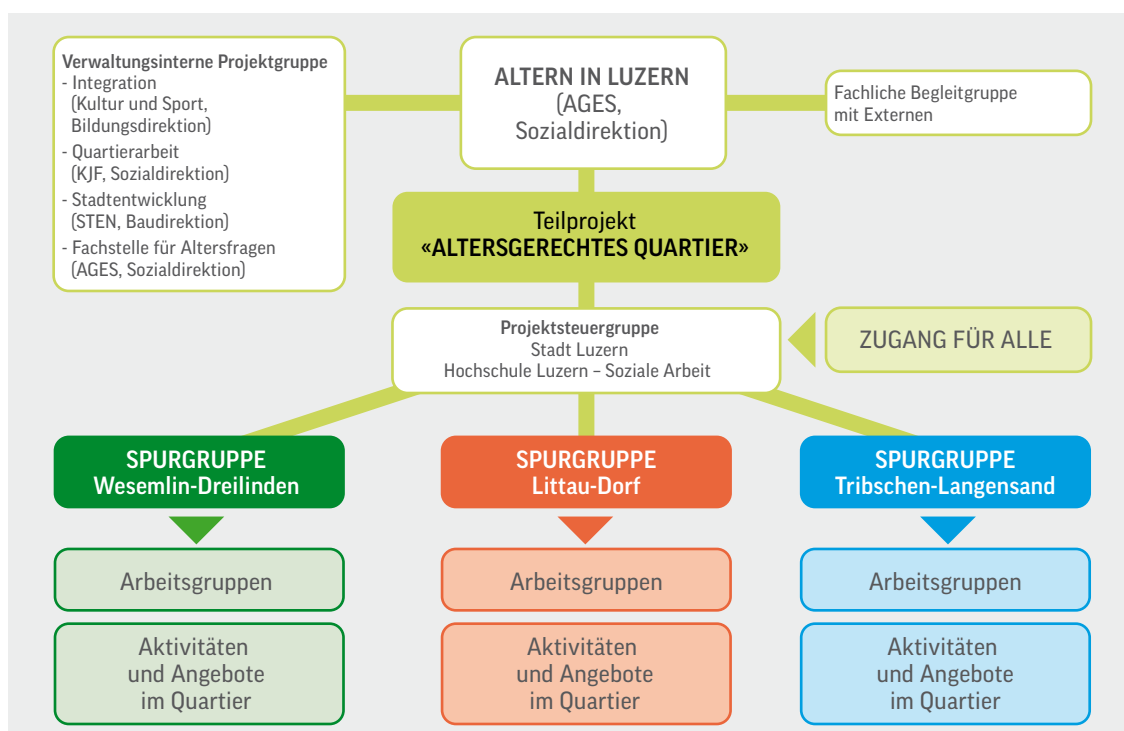 Verwaltungsinterne Projektgruppe
- Integration
(Kultur und Sport,
Bildungsdirektion)
- Quartierarbeit
(KJF, Sozialdirektion)
- Stadtentwicklung
(STEN, Baudirektion)
- Fachstelle für Altersfragen
(AGES, Sozialdirektion)
ALTERN IN LUZERN
(AGES,
Sozialdirektion)
Fachliche Begleitgruppe
mit Externen
Teilprojekt
«ALTERSGERECHTES QUARTIER»
Projektsteuergruppe
Stadt Luzern
Hochschule Luzern – Soziale Arbeit
ZUGANG FÜR ALLE
SPURGRUPPE
Wesemlin-Dreilinden
Arbeitsgruppen
Aktivitäten
und Angebote
im Quartier
SPURGRUPPE
Littau-Dorf
Arbeitsgruppen
Aktivitäten
und Angebote
im Quartier
SPURGRUPPE
Tribschen-Langensand
Arbeitsgruppen
Aktivitäten
und Angebote
im Quartier